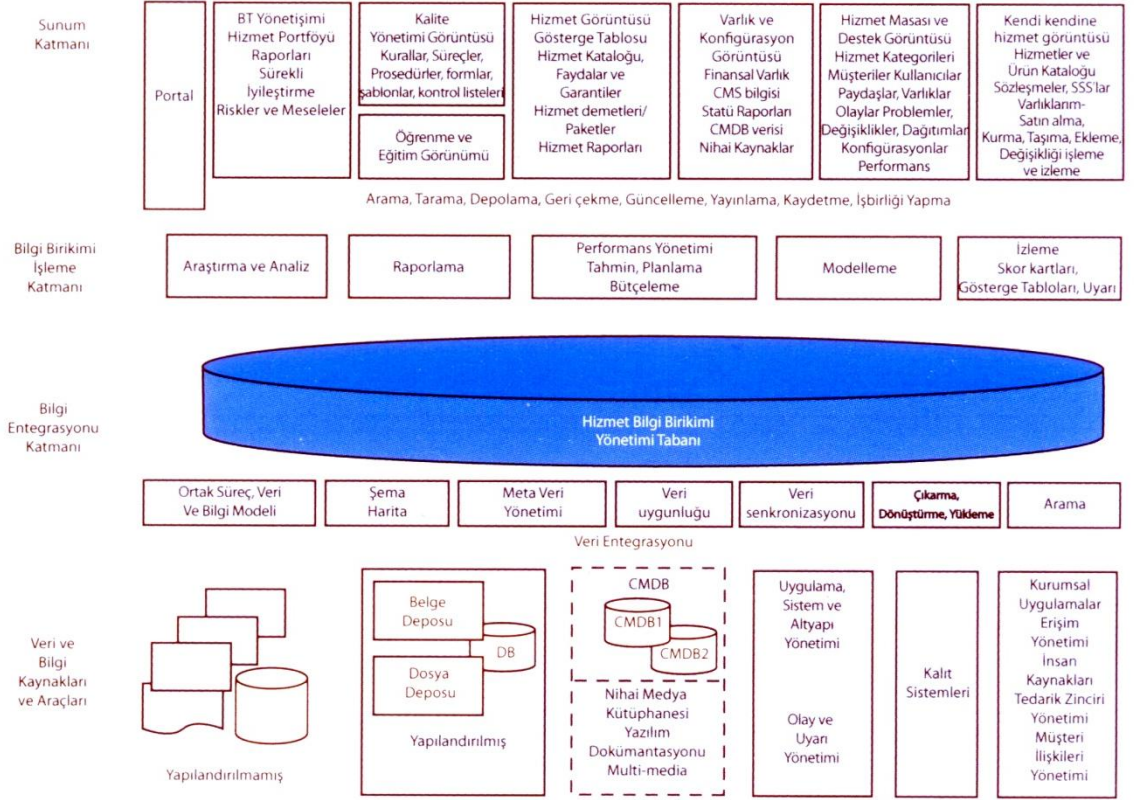 Sunum
Katmanı
Portal
BT Yönetişimi
Hizmet Portföyü
Raporları
Sürekli
İyileştirme
Riskler ve Meseleler
Kalite
Yönetimi Görüntüsü
Kurallar, Süreçler,
Prosedürler, formlar,
şablonlar, kontrol listeleri
Öğrenme ve
Eğitim Görünümü
Hizmet Görüntüsü
Gösterge Tablosu
Hizmet Kataloğu,
Faydalar ve
Garantiler
Hizmet demetleri/
Paketler
Hizmet Raporları
Varlık ve
Konfigürasyon
Görüntüsü
Finansal Varlık
CMS bilgisi
Statü Raporları
CMDB verisi
Nihai Kaynaklar
Hizmet Masası ve
Destek Görüntüsü
Hizmet Kategorileri
Müşteriler Kullanıcılar
Paydaşlar, Varlıklar
Olaylar Problemler,
Değişiklikler, Dağıtımlar
Konfigürasyonlar
Performans
Kendi kendine
hizmet görüntüsü
Hizmetler ve
Ürün Kataloğu
Sözleşmeler, SSS'lar
Varlıklarım-
Satın alma,
Kurma, Taşıma, Ekleme,
Değişikliği işleme
ve izleme
Arama, Tarama, Depolama, Geri çekme, Güncelleme, Yayınlama, Kaydetme, İşbirliği Yapma
Bilgi Birikimi
İşleme
Katmanı
Araştırma ve Analiz
Raporlama
Performans Yönetimi
Tahmin, Planlama
Bütçeleme
Modelleme
İzleme
Skor kartları,
Gösterge Tabloları, Uyarı
Bilgi
Entegrasyonu
Katmanı
Hizmet Bilgi Birikimi
Yönetimi Tabanı
Ortak Süreç, Veri
Ve Bilgi Modeli
Şema
Harita
Meta Veri
Yönetimi
Veri
uygunluğu
Veri
senkronizasyonu
Çıkarma,
Dönüştürme, Yükleme
Arama
Veri Entegrasyonu
Veri ve
Bilgi
Kaynakları
ve Araçları
Yapılandırılmamış
Belge
Deposu
DB
Dosya
Deposu
Yapılandırılmış
CMDB
CMDB1
CMDB2
Nihai Medya
Kütüphanesi
Yazılım
Dokümantasyonu
Multi-media
Uygulama,
Sistem ve
Altyapı
Yönetimi
Olay ve
Uyarı
Yönetimi
Kalıt
Sistemleri
Kurumsal
Uygulamalar
Erişim
Yönetimi
İnsan
Kaynakları
Tedarik Zinciri
Yönetimi
Müşteri
İlişkileri
Yönetimi